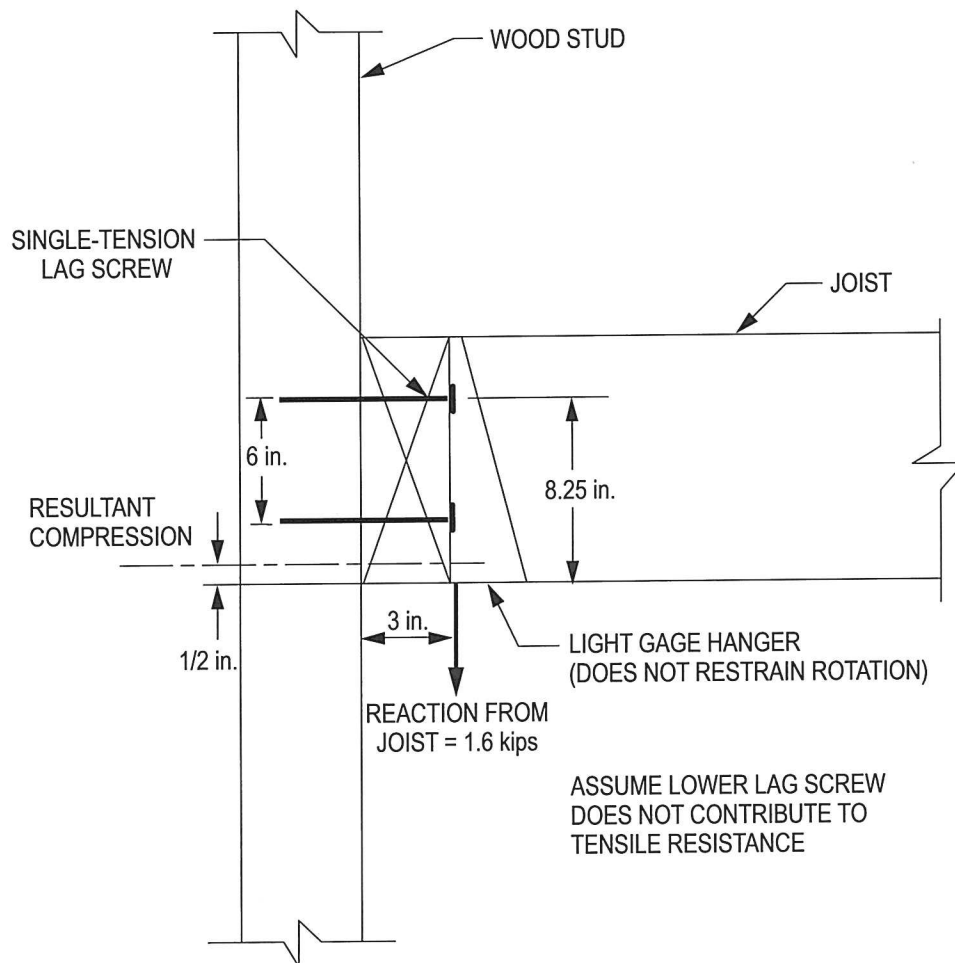 WOOD STUD
SINGLE-TENSION
LAG SCREW
JOIST
6 in.
8.25 in.
RESULTANT
COMPRESSION
3 in.
1/2 in.
LIGHT GAGE HANGER
(DOES NOT RESTRAIN ROTATION)
REACTION FROM
JOIST = 1.6 kips
ASSUME LOWER LAG SCREW
DOES NOT CONTRIBUTE TO
TENSILE RESISTANCE